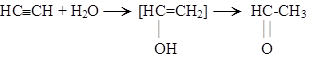 HC≡CH + H₂O ⟶ [HC=CH₂] ⟶ HC-CH₃
OH O